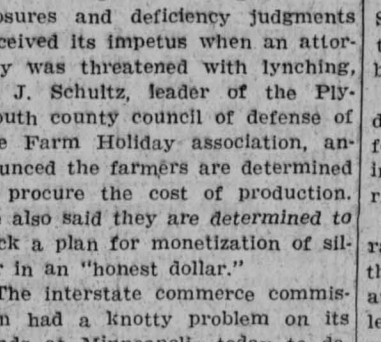 osures and deficiency judgments
ceived its impetus when an attor-
y was threatened with lynching,
J. Schultz, leader of the Ply-
outh county council of defense of
e Farm Holiday association, an-
unced the farmers are determined
procure the cost of production.
e also said they are determined to
ck a plan for monetization of sil-
r in an "honest dollar."
The interstate commerce commis-
n had a knotty problem on its